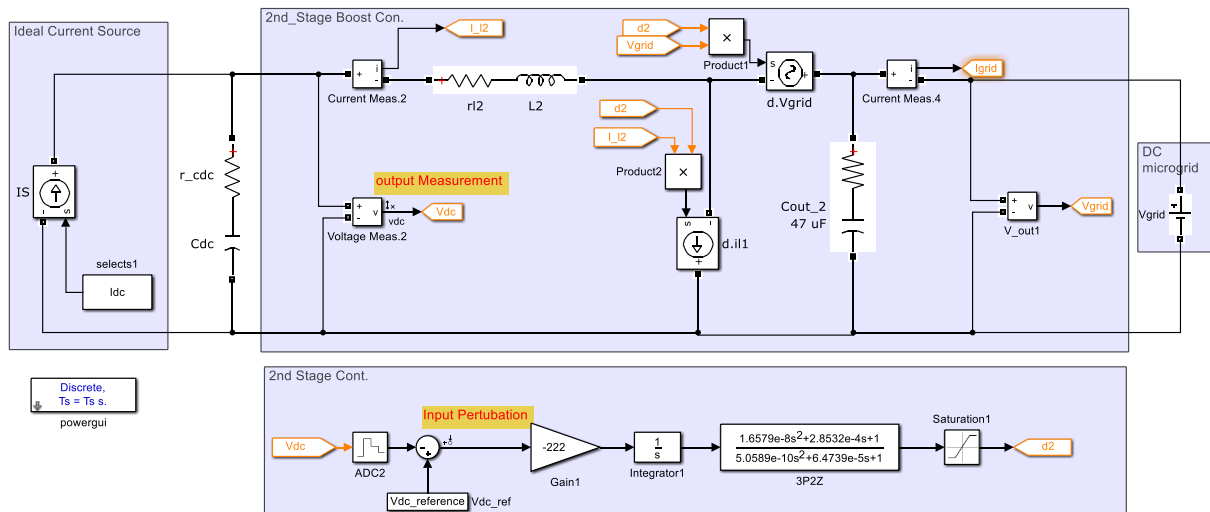 Ideal Current Source
IS
+
-
s
selects1
Idc
r_cdc
Cdc
Discrete,
Ts = Ts s.
powergui
2nd_Stage Boost Con.
I_l2
+
i
-
Current Meas.2
+
rl2
L2
output Measurement
+
-
v
vdc
Voltage Meas.2
Vdc
d2
Vgrid
×
Product1
s
-
+
d.Vgrid
d2
I_l2
×
Product2
s
-
+
d.il1
+
Cout_2
47 uF
+
i
-
Current Meas.4
Igrid
+
-
v
V_out1
Vgrid
DC
microgrid
Vgrid
+
2nd Stage Cont.
Vdc
ADC2
Input Pertubation
-
+
Vdc_reference
Vdc_ref
-222
Gain1
1
s
Integrator1
1.6579e-8s²+2.8532e-4s+1
5.0589e-10s²+6.4739e-5s+1
3P2Z
Saturation1
d2